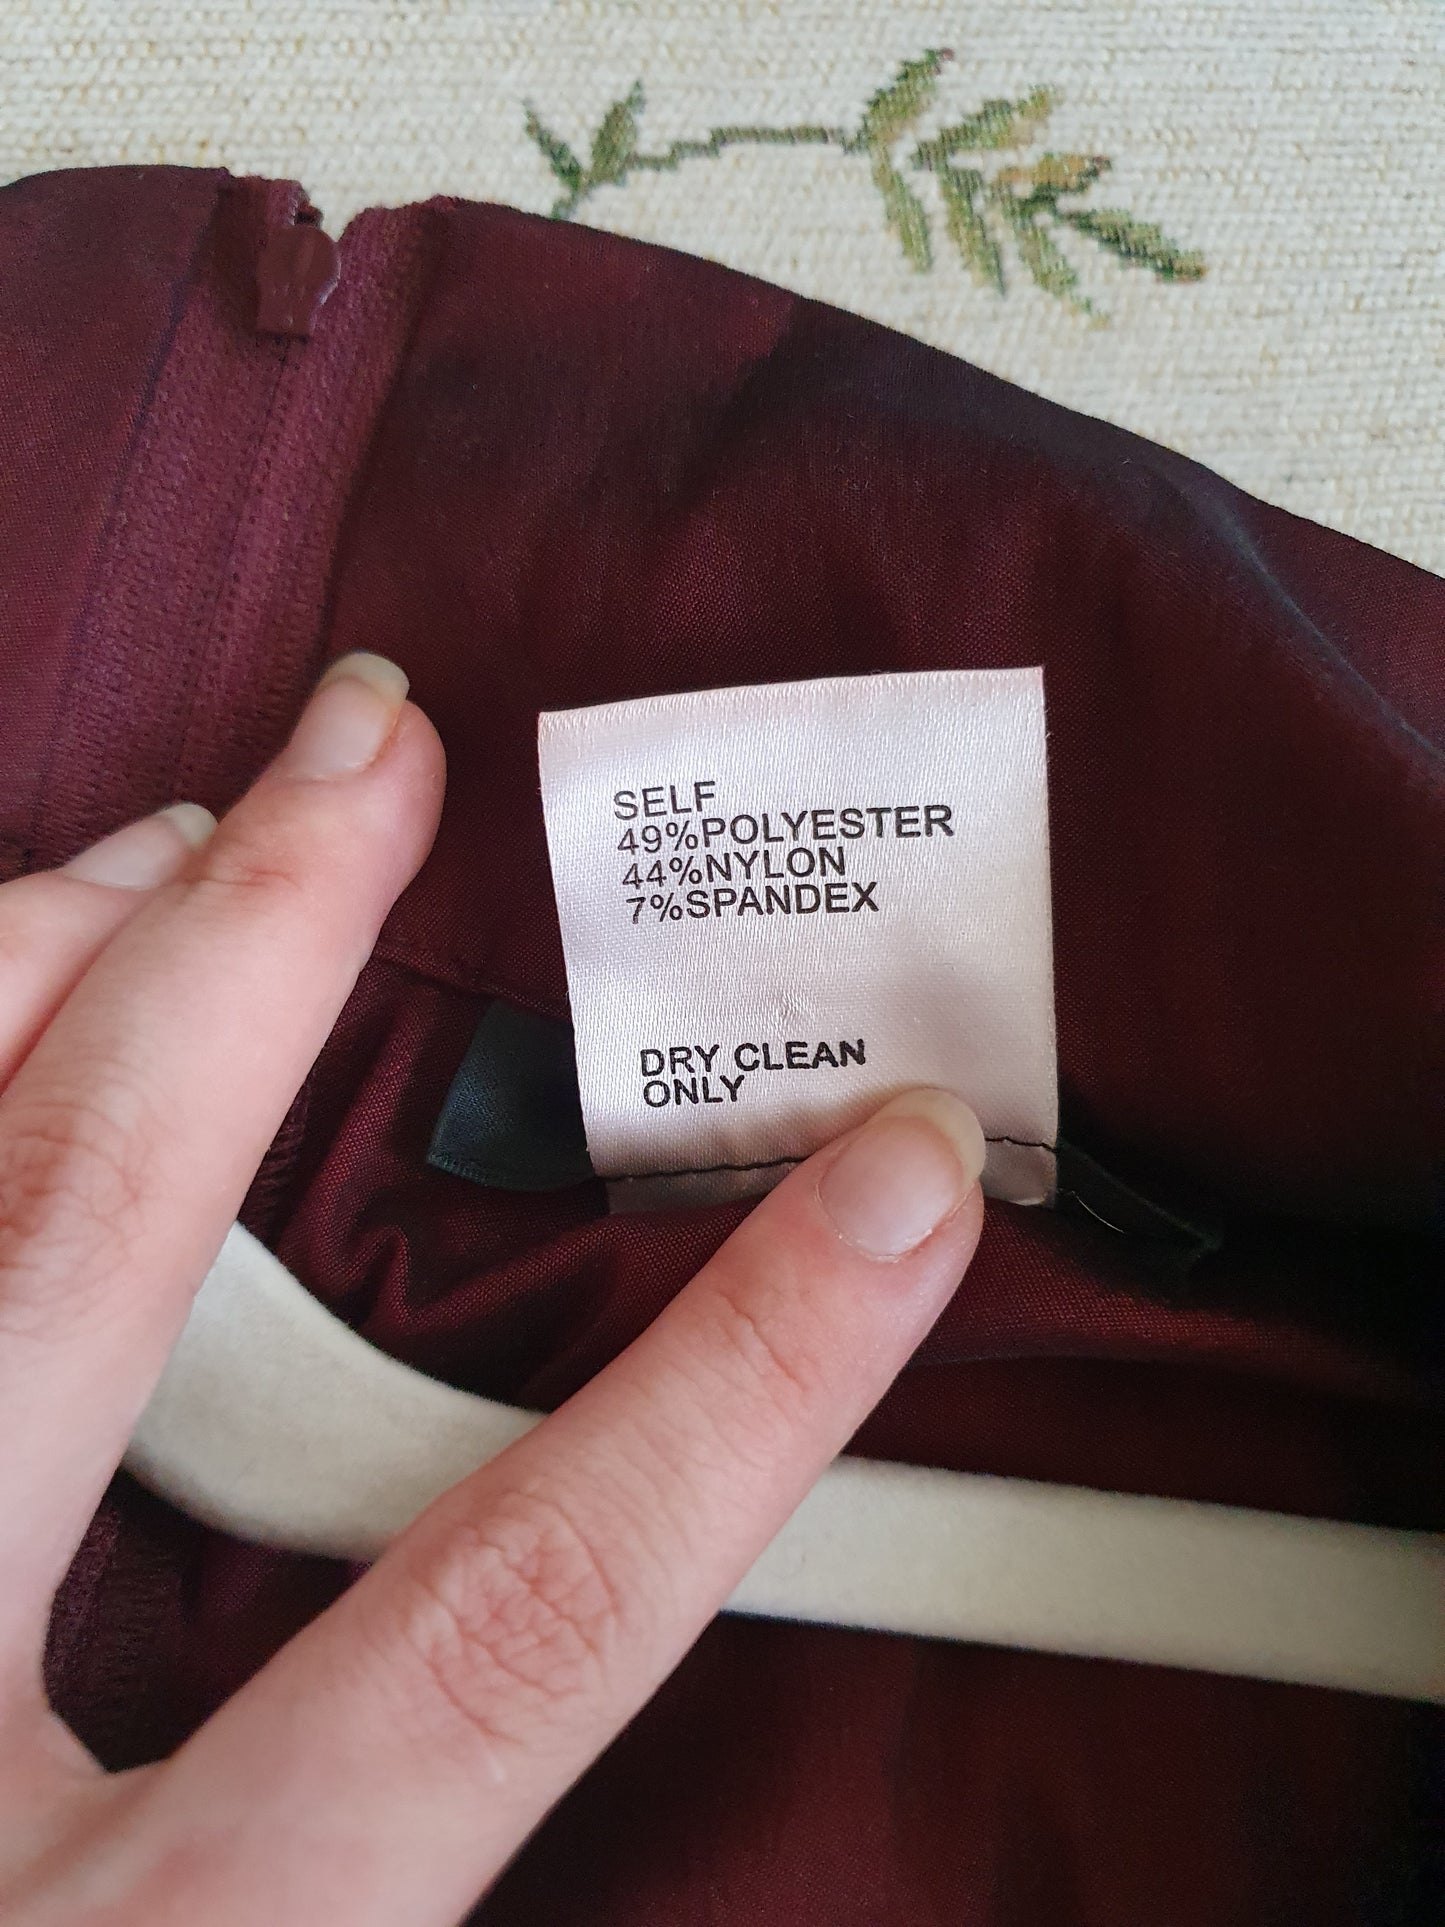 SELF
49%POLYESTER
44%NYLON
7%SPANDEX
DRY CLEAN
ONLY